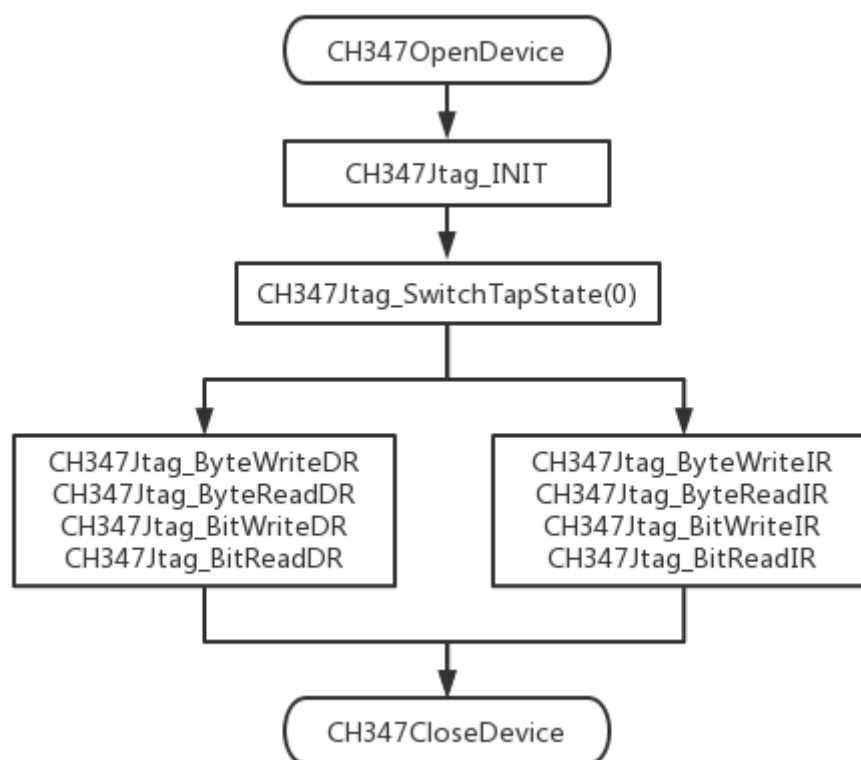 CH347OpenDevice
CH347Jtag_INIT
CH347Jtag_SwitchTapState(0)
CH347Jtag_ByteWriteDR
CH347Jtag_ByteReadDR
CH347Jtag_BitWriteDR
CH347Jtag_BitReadDR
CH347Jtag_ByteWriteIR
CH347Jtag_ByteReadIR
CH347Jtag_BitWriteIR
CH347Jtag_BitReadIR
CH347CloseDevice